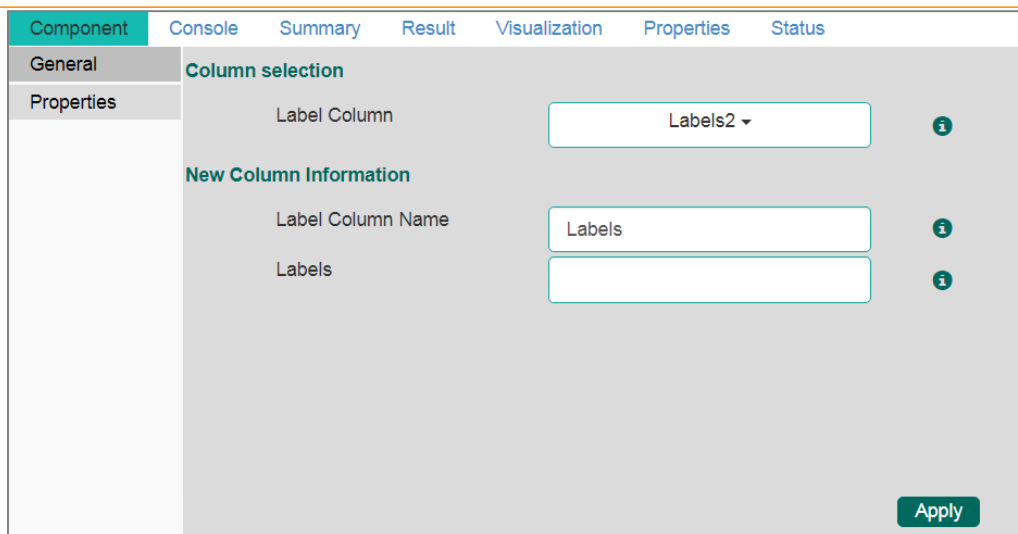 Component Console Summary Result Visualization Properties Status
General
Properties
Column selection
Label Column Labels2
New Column Information
Label Column Name Labels
Labels
Apply